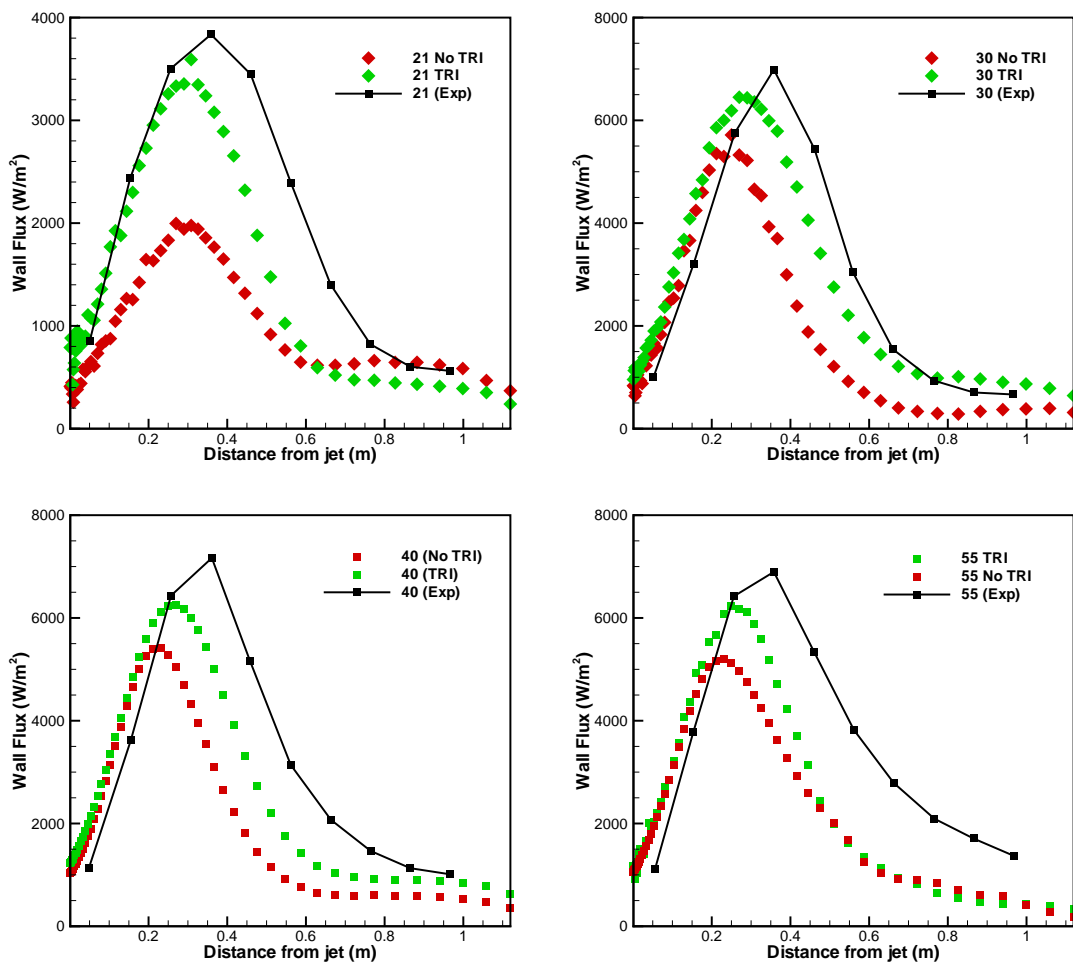 4000
3000
2000
1000
0
0.2 0.4 0.6 0.8 1
Wall Flux (W/m²)
Distance from jet (m)
21 No TRI
21 TRI
21 (Exp)
8000
6000
4000
2000
0
0.2 0.4 0.6 0.8 1
Wall Flux (W/m²)
Distance from jet (m)
30 No TRI
30 TRI
30 (Exp)
8000
6000
4000
2000
0
0.2 0.4 0.6 0.8 1
Wall Flux (W/m²)
Distance from jet (m)
40 (No TRI)
40 (TRI)
40 (Exp)
8000
6000
4000
2000
0
0.2 0.4 0.6 0.8 1
Wall Flux (W/m²)
Distance from jet (m)
55 TRI
55 No TRI
55 (Exp)